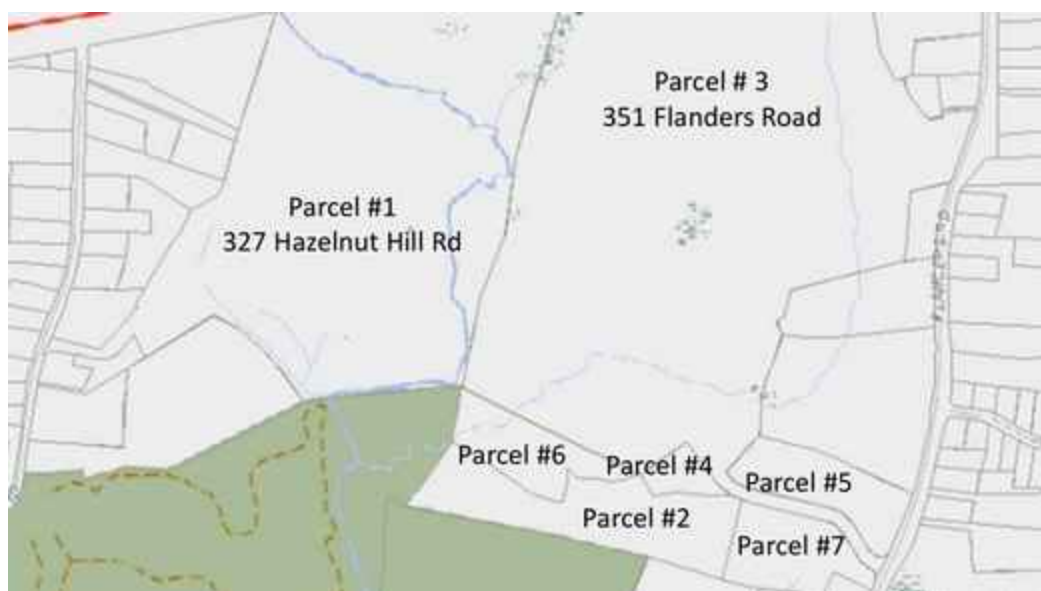 Parcel # 3
351 Flanders Road
Parcel #1
327 Hazelnut Hill Rd
Parcel #6
Parcel #4
Parcel #5
Parcel #2
Parcel #7